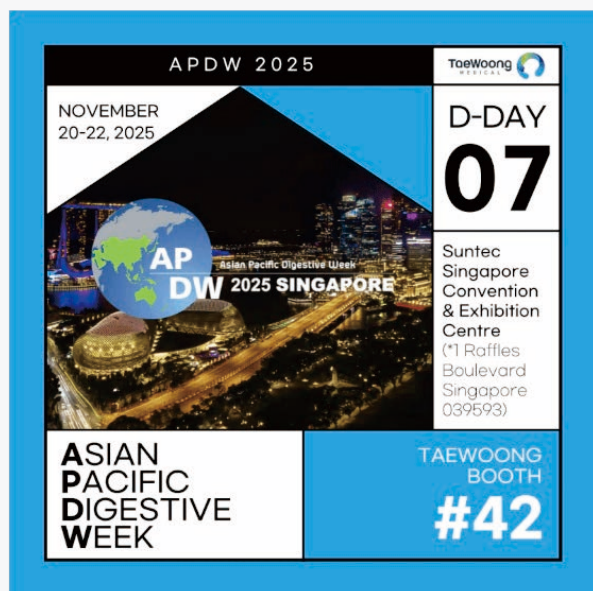 APDW 2025
TaeWoong
MEDICAL
NOVEMBER
20-22, 2025
D-DAY
07
AP
DW
Asian Pacific Digestive Week
2025 SINGAPORE
Suntec
Singapore
Convention
& Exhibition
Centre
(*1 Raffles
Boulevard
Singapore
039593)
ASIAN
PACIFIC
DIGESTIVE
WEEK
TAEWOONG
BOOTH
#42